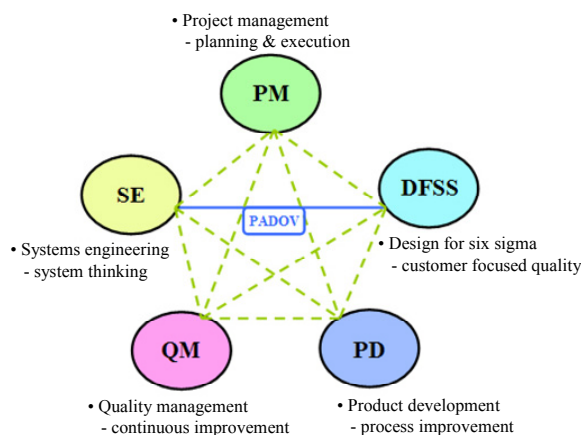 • Project management
- planning & execution
PM
SE
DFSS
PADOV
• Systems engineering
- system thinking
• Design for six sigma
- customer focused quality
QM
PD
• Quality management
- continuous improvement
• Product development
- process improvement